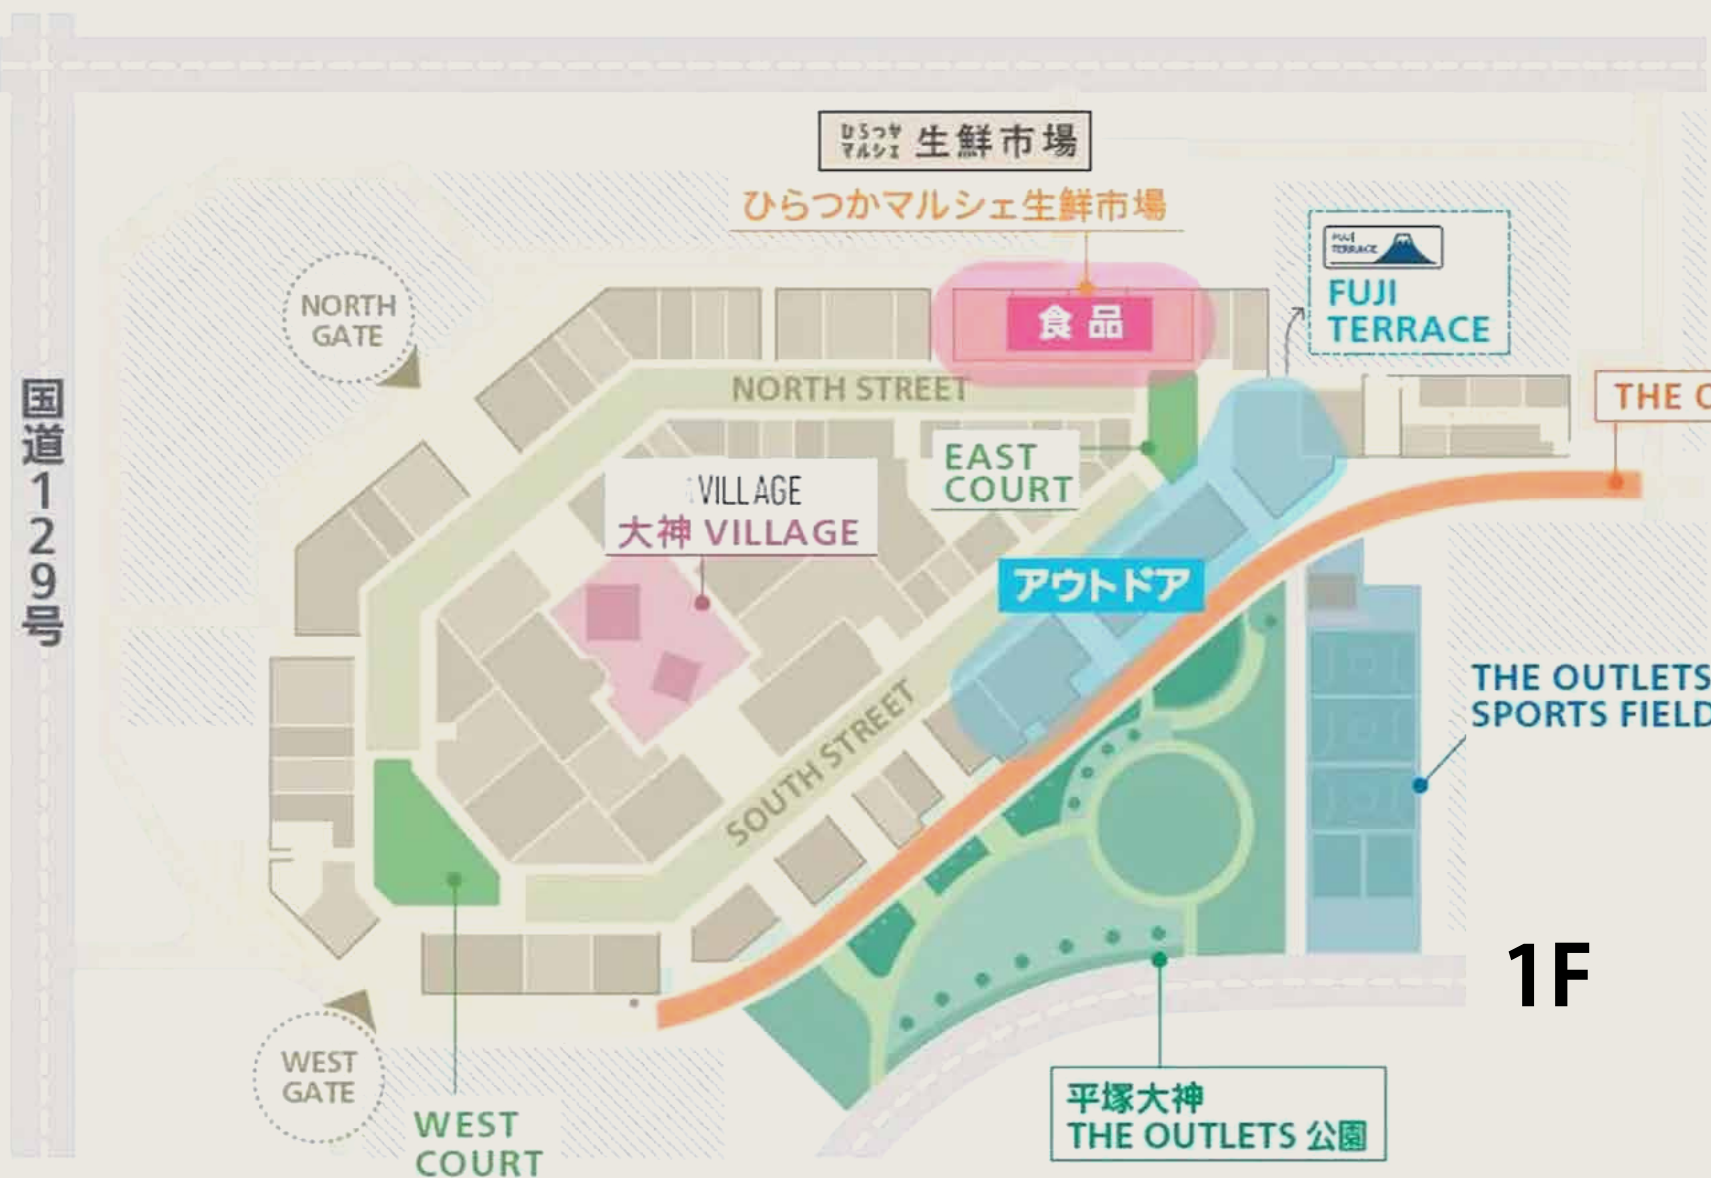 ひらつか
マルシェ 生鮮市場
ひらつかマルシェ生鮮市場
FUJI
TERRACE
FUJI
TERRACE
NORTH
GATE
食品
NORTH STREET
THE
国道129号
EAST
COURT
VILLAGE
大神 VILLAGE
アウトドア
THE OUTLETS
SPORTS FIELD
SOUTH STREET
1F
WEST
GATE
WEST
COURT
平塚大神
THE OUTLETS 公園